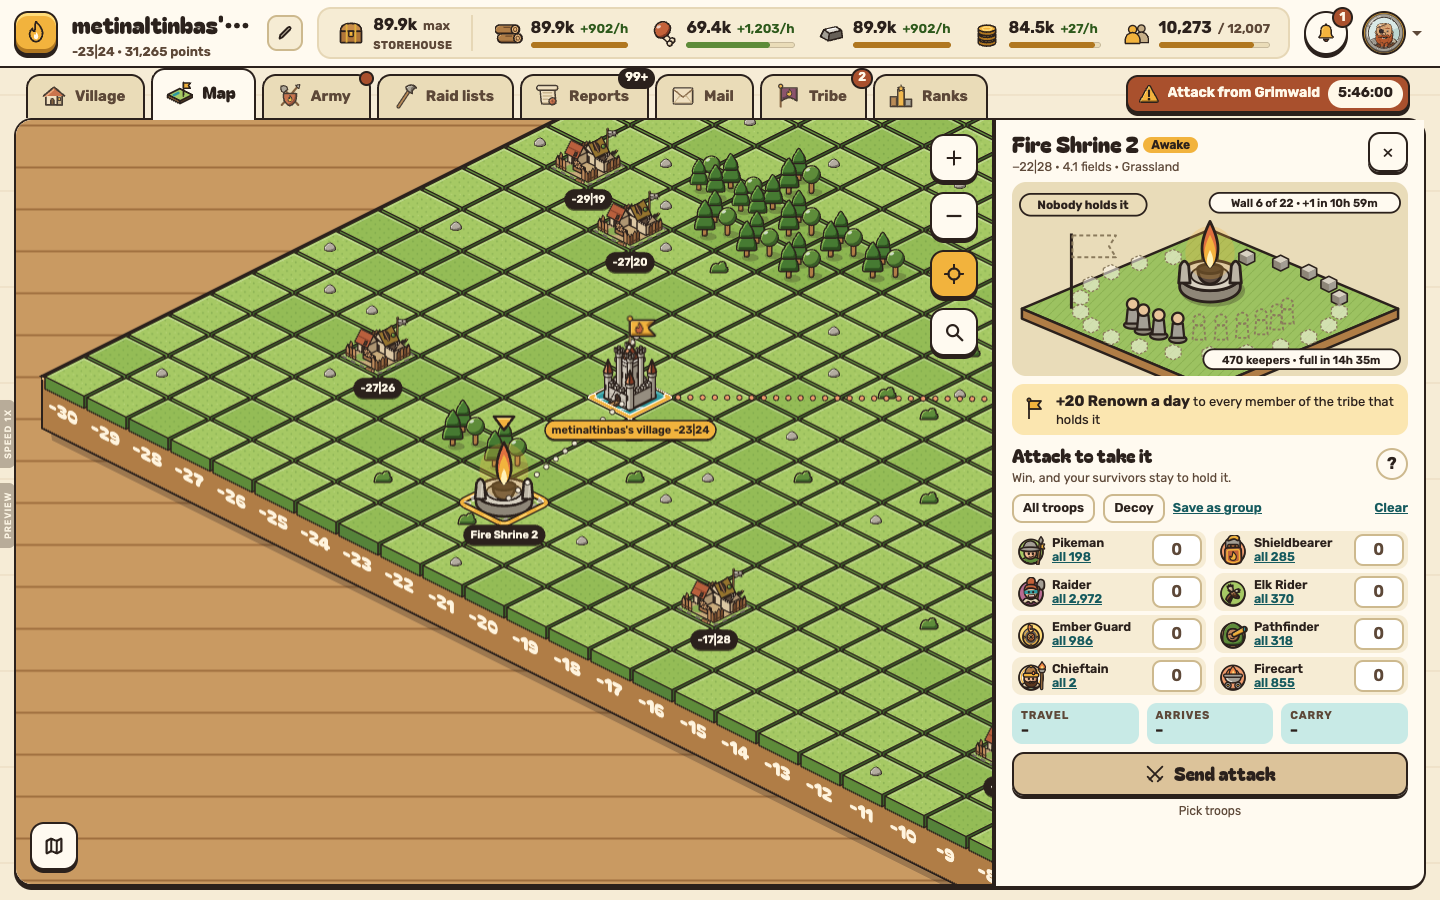 metinaltinbas'···
-23|24 • 31,265 points
89.9k max
STOREHOUSE
89.9k +902/h
69.4k +1,203/h
89.9k +902/h
84.5k +27/h
10,273 / 12,007
1
Village
Map
Army
Raid lists
Reports
99+
Mail
Tribe
2
Ranks
Attack from Grimwald 5:46:00
-29|19
-27|20
-27|26
metinaltinbas's village -23|24
Fire Shrine 2
-17|28
-30
-29
-28
-27
-26
-25
-24
-23
-22
-21
-20
-19
-18
-17
-16
-15
-14
-13
-12
-11
-10
-9
SPEED 1X
PREVIEW
Fire Shrine 2 Awake
−22|28 • 4.1 fields • Grassland
Nobody holds it
Wall 6 of 22 • +1 in 10h 59m
470 keepers • full in 14h 35m
+20 Renown a day to every member of the tribe that
holds it
Attack to take it
?
Win, and your survivors stay to hold it.
All troops
Decoy
Save as group
Clear
Pikeman
all 198
0
Shieldbearer
all 285
0
Raider
all 2,972
0
Elk Rider
all 370
0
Ember Guard
all 986
0
Pathfinder
all 318
0
Chieftain
all 2
0
Firecart
all 855
0
TRAVEL
–
ARRIVES
–
CARRY
–
Send attack
Pick troops